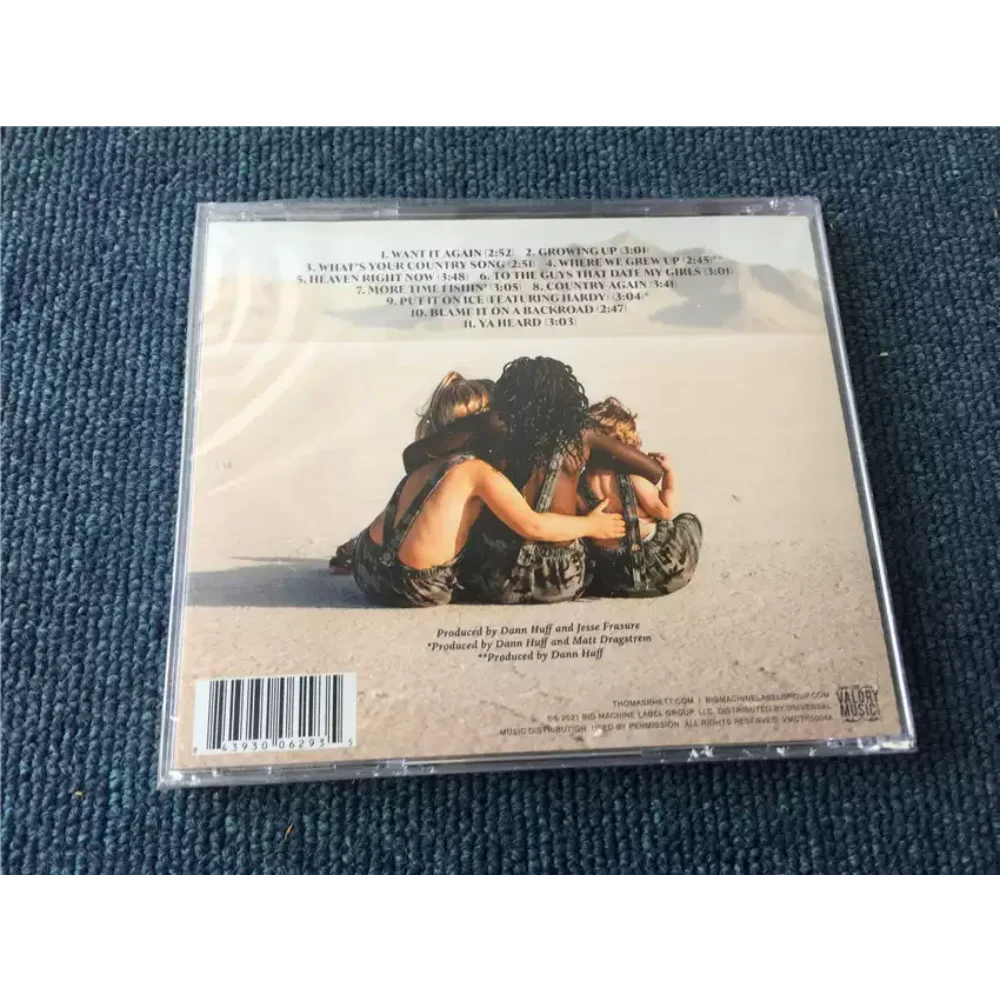 1. WANT IT AGAIN (2:52) 2. GROWING UP (3:01)
3. WHAT'S YOUR COUNTRY SONG (2:51) 4. WHERE WE GREW UP (2:45)**
5. HEAVEN RIGHT NOW (3:48) 6. TO THE GUYS THAT DATE MY GIRLS (3:01)
7. MORE TIME FISHIN' (3:05) 8. COUNTRY AGAIN (3:41)
9. PUT IT ON ICE (FEATURING HARDY) (3:04)*
10. BLAME IT ON A BACKROAD (2:47)
11. YA HEARD (3:03)
Produced by Dann Huff and Jesse Frasure
*Produced by Dann Huff and Matt Dragstrem
**Produced by Dann Huff
THOMASRHETT.COM | BIGMACHINELABELGROUP.COM
℗© 2021 BIG MACHINE LABEL GROUP, LLC. DISTRIBUTED BY UNIVERSAL
MUSIC DISTRIBUTION. USED BY PERMISSION. ALL RIGHTS RESERVED.
VALORY
MUSIC
8 43930 06293 5